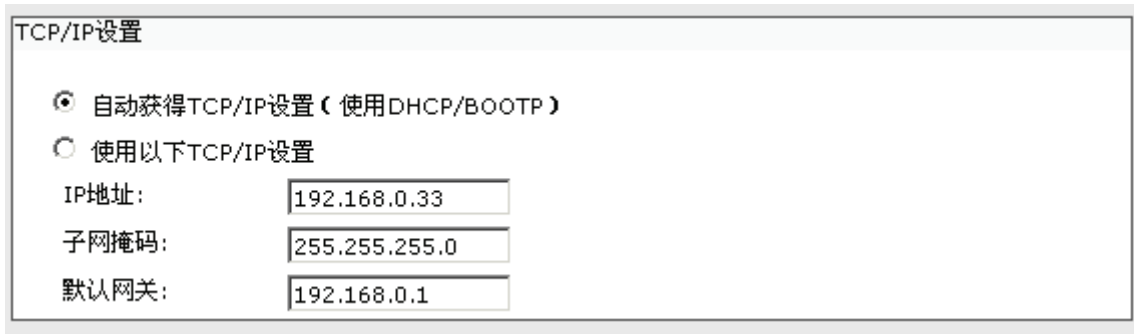 TCP/IP设置
自动获得TCP/IP设置(使用DHCP/BOOTP)
使用以下TCP/IP设置
IP地址: 192.168.0.33
子网掩码: 255.255.255.0
默认网关: 192.168.0.1